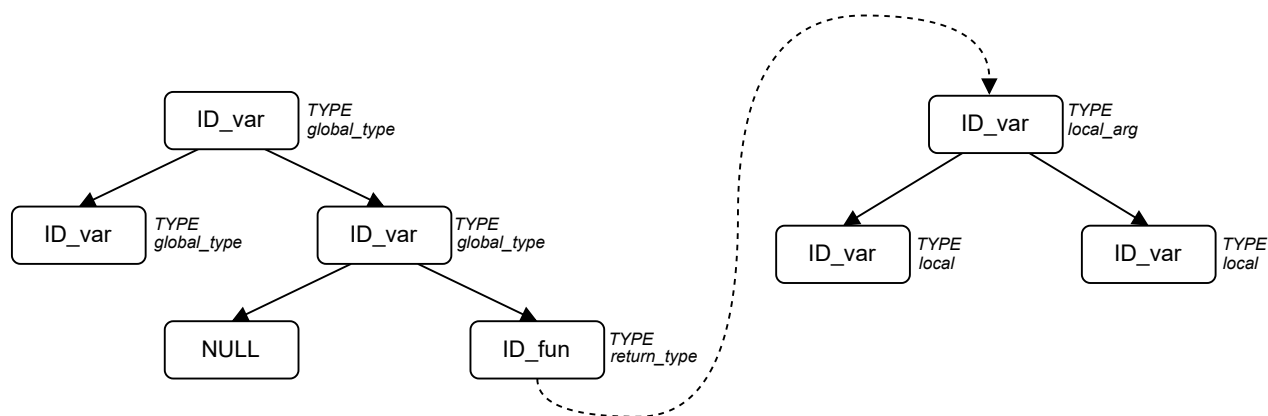 ID_var
TYPE
global_type
ID_var
TYPE
local_arg
ID_var
TYPE
global_type
ID_var
TYPE
global_type
ID_var
TYPE
local
ID_var
TYPE
local
NULL
ID_fun
TYPE
return_type